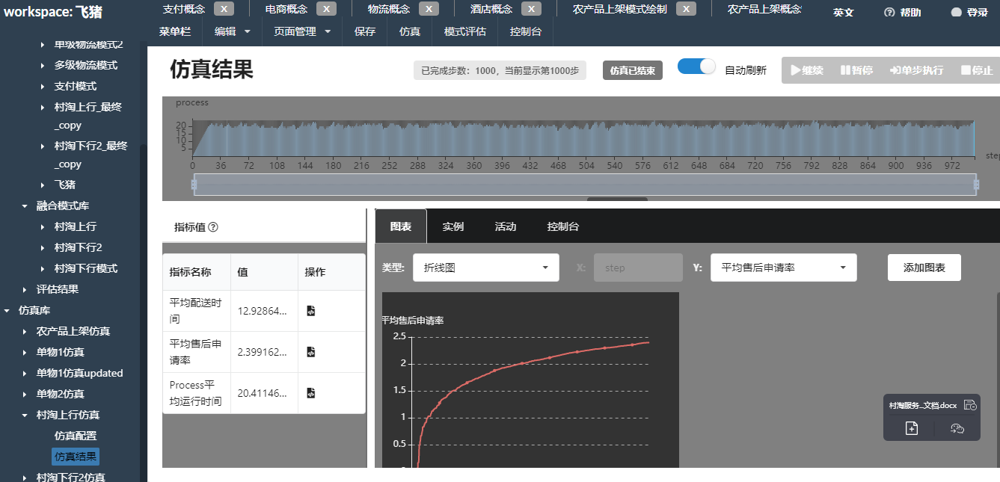 workspace: 飞猪
支付概念 X 电商概念 X 物流概念 X 酒店概念 X 农产品上架模式绘制 X 农产品上架概念
英文 帮助 登录
菜单栏 编辑 页面管理 保存 仿真 模式评估 控制台
单级物流模式2
多级物流模式
支付模式
村淘上行_最终
_copy
村淘下行2_最终
_copy
飞猪
融合模式库
村淘上行
村淘下行2
村淘下行模式
评估结果
仿真库
农产品上架仿真
单物1仿真
单物1仿真updated
单物2仿真
村淘上行仿真
仿真配置
仿真结果
村淘下行2仿真
仿真结果
已完成步数：1000，当前显示第1000步
仿真已结束
自动刷新
继续 暂停 单步执行 停止
process
20
15
10
5
0 36 72 108 144 180 216 252 288 324 360 396 432 468 504 540 576 612 648 684 720 756 792 828 864 900 936 972
step
指标值
指标名称 值 操作
平均配送时
间
12.92864...
平均售后申
请率
2.399162...
Process平
均运行时间
20.41146...
图表 实例 活动 控制台
类型: 折线图 X: step Y: 平均售后申请率 添加图表
平均售后申请率
2.5
2
1.5
1
0.5
0
村淘服务_文档.docx